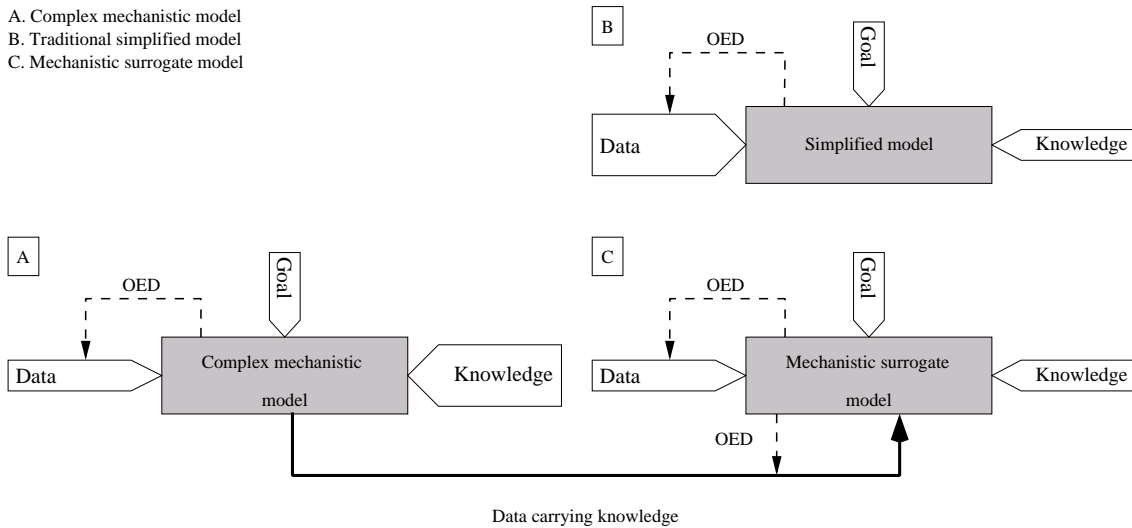 A. Complex mechanistic model
B. Traditional simplified model
C. Mechanistic surrogate model
B
OED
Goal
Data
Simplified model
Knowledge
A
OED
Goal
Data
Complex mechanistic
model
Knowledge
C
OED
Goal
Data
Mechanistic surrogate
model
Knowledge
OED
Data carrying knowledge